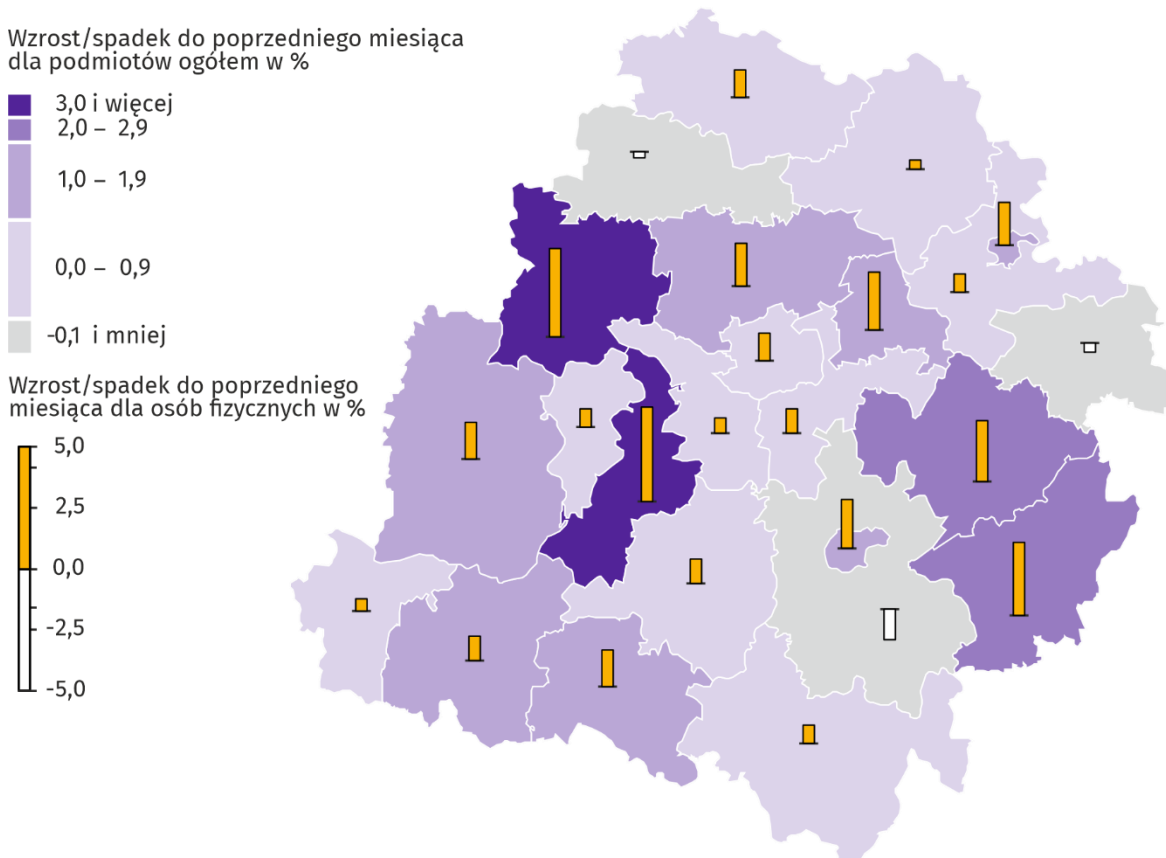 Wzrost/spadek do poprzedniego miesiąca
dla podmiotów ogółem w %
3,0 i więcej
2,0 – 2,9
1,0 – 1,9
0,0 – 0,9
-0,1 i mniej
Wzrost/spadek do poprzedniego
miesiąca dla osób fizycznych w %
5,0
2,5
0,0
-2,5
-5,0